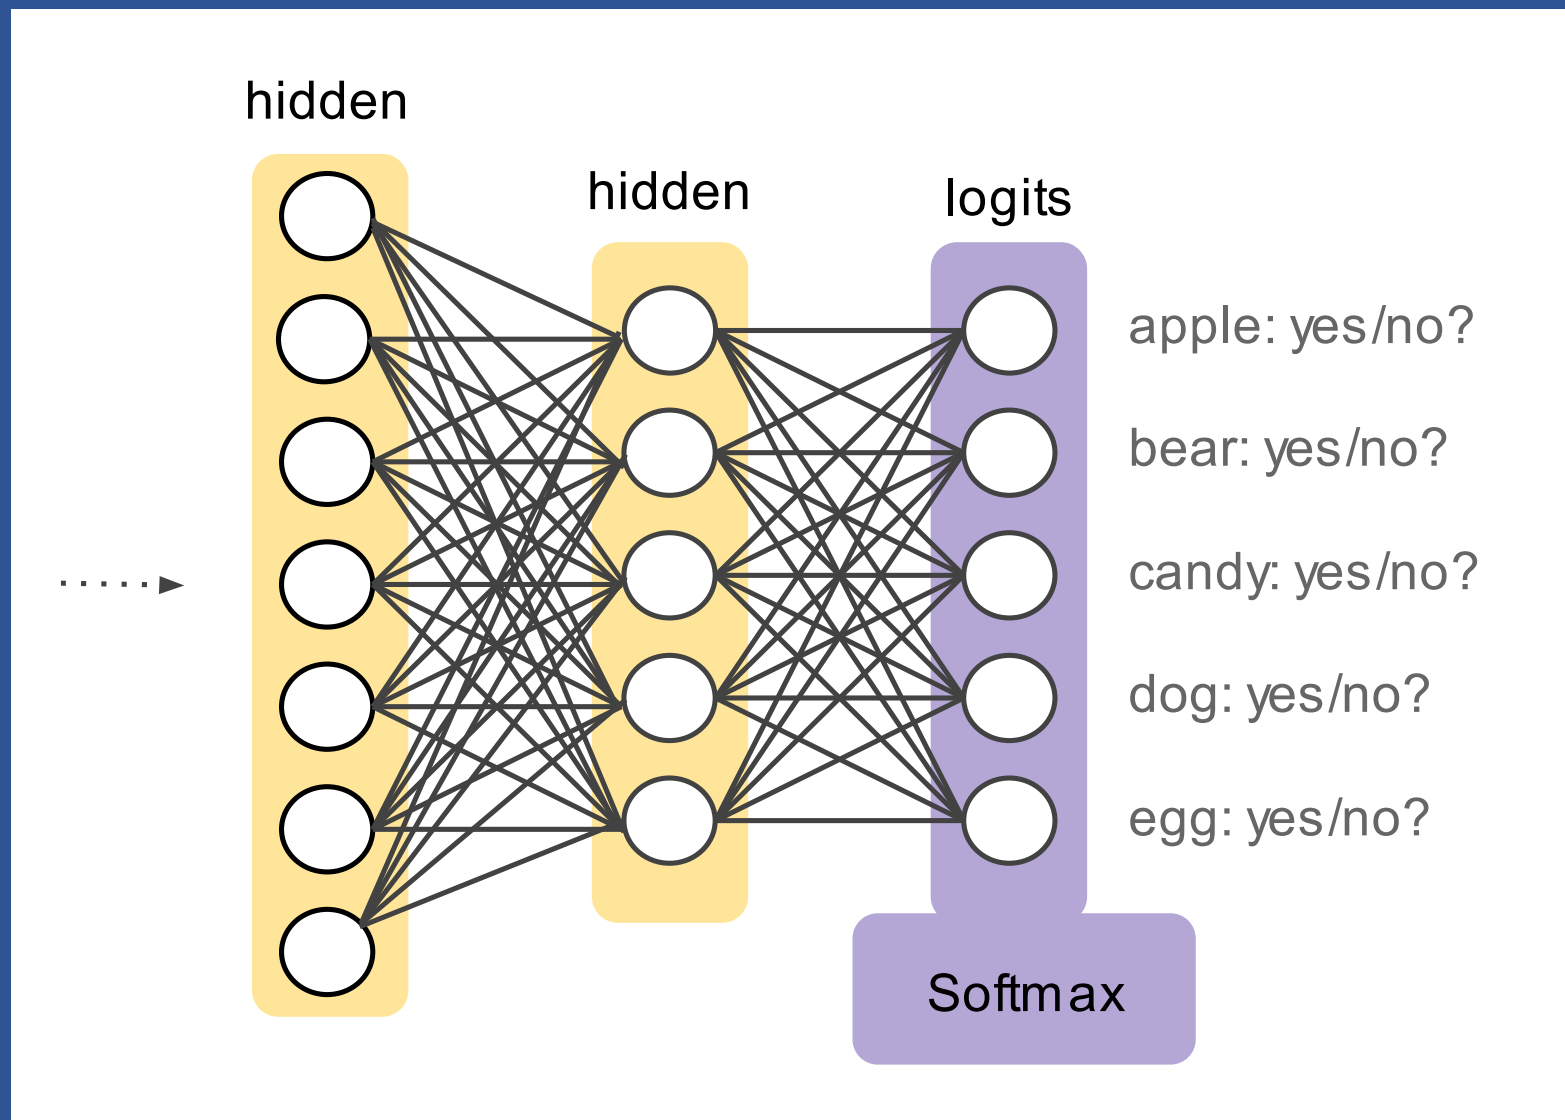 hidden
hidden
logits
apple: yes/no?
bear: yes/no?
candy: yes/no?
dog: yes/no?
egg: yes/no?
Softmax